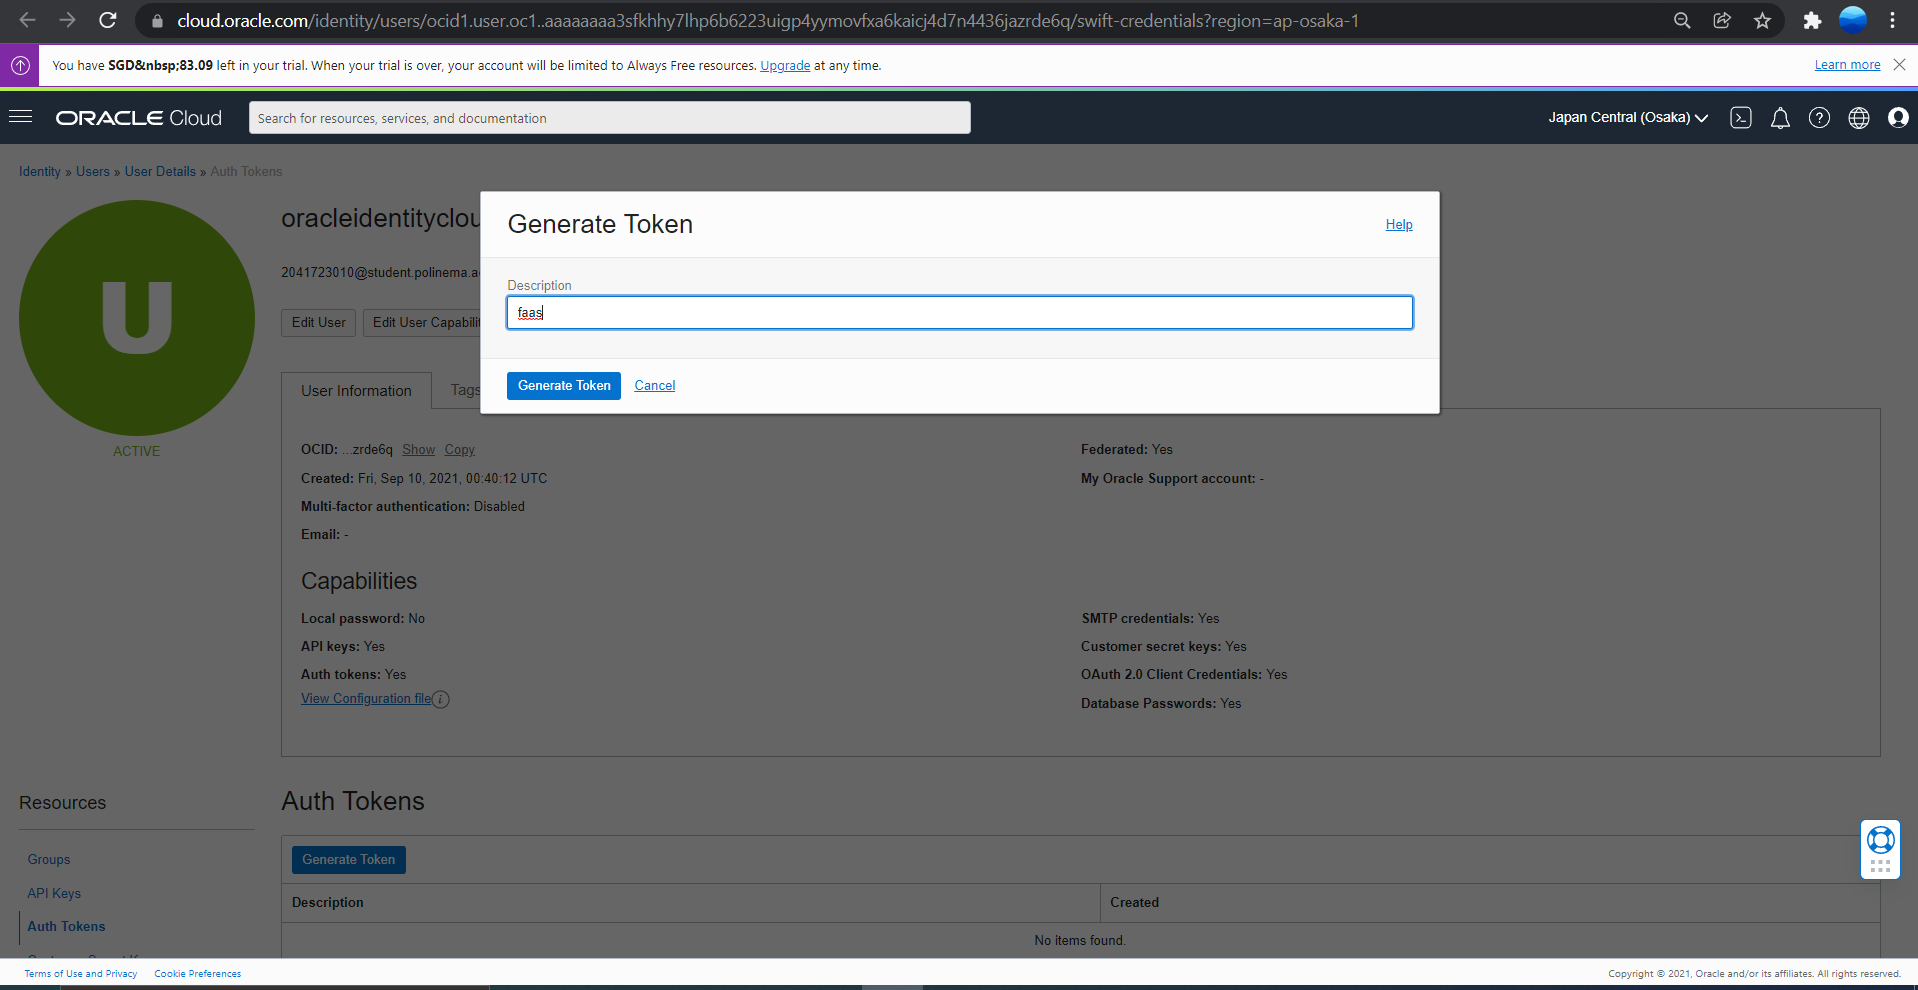 cloud.oracle.com/identity/users/ocid1.user.oc1..aaaaaaaa3sfkhhy7lhp6b6223uigp4yymovfxa6kaicj4d7n4436jazrde6q/swift-credentials?region=ap-osaka-1
You have SGD&nbsp;83.09 left in your trial. When your trial is over, your account will be limited to Always Free resources. Upgrade at any time.
Learn more
ORACLE Cloud
Search for resources, services, and documentation
Japan Central (Osaka)
Identity » Users » User Details » Auth Tokens
U
ACTIVE
oracleidentityclou
2041723010@student.polinema.a
Edit User
Edit User Capabilit
Generate Token
Help
Description
faas
Generate Token
Cancel
User Information
Tags
OCID: ...zrde6q Show Copy
Created: Fri, Sep 10, 2021, 00:40:12 UTC
Multi-factor authentication: Disabled
Email: -
Federated: Yes
My Oracle Support account: -
Capabilities
Local password: No
API keys: Yes
Auth tokens: Yes
View Configuration file
SMTP credentials: Yes
Customer secret keys: Yes
OAuth 2.0 Client Credentials: Yes
Database Passwords: Yes
Resources
Groups
API Keys
Auth Tokens
Auth Tokens
Generate Token
Description
Created
No items found.
Terms of Use and Privacy
Cookie Preferences
Copyright © 2021, Oracle and/or its affiliates. All rights reserved.